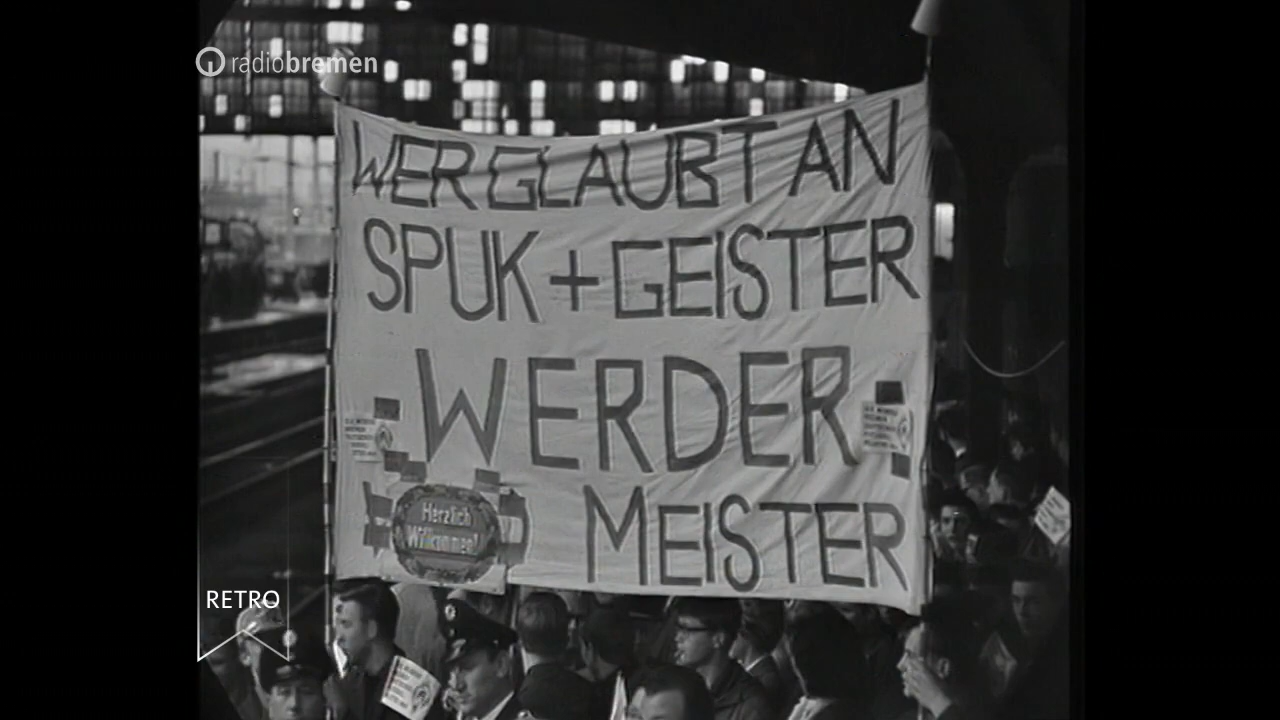 radiobremen
WER GLAUBT AN
SPUK + GEISTER
WERDER
MEISTER
Herzlich
Willkommen!
RETRO